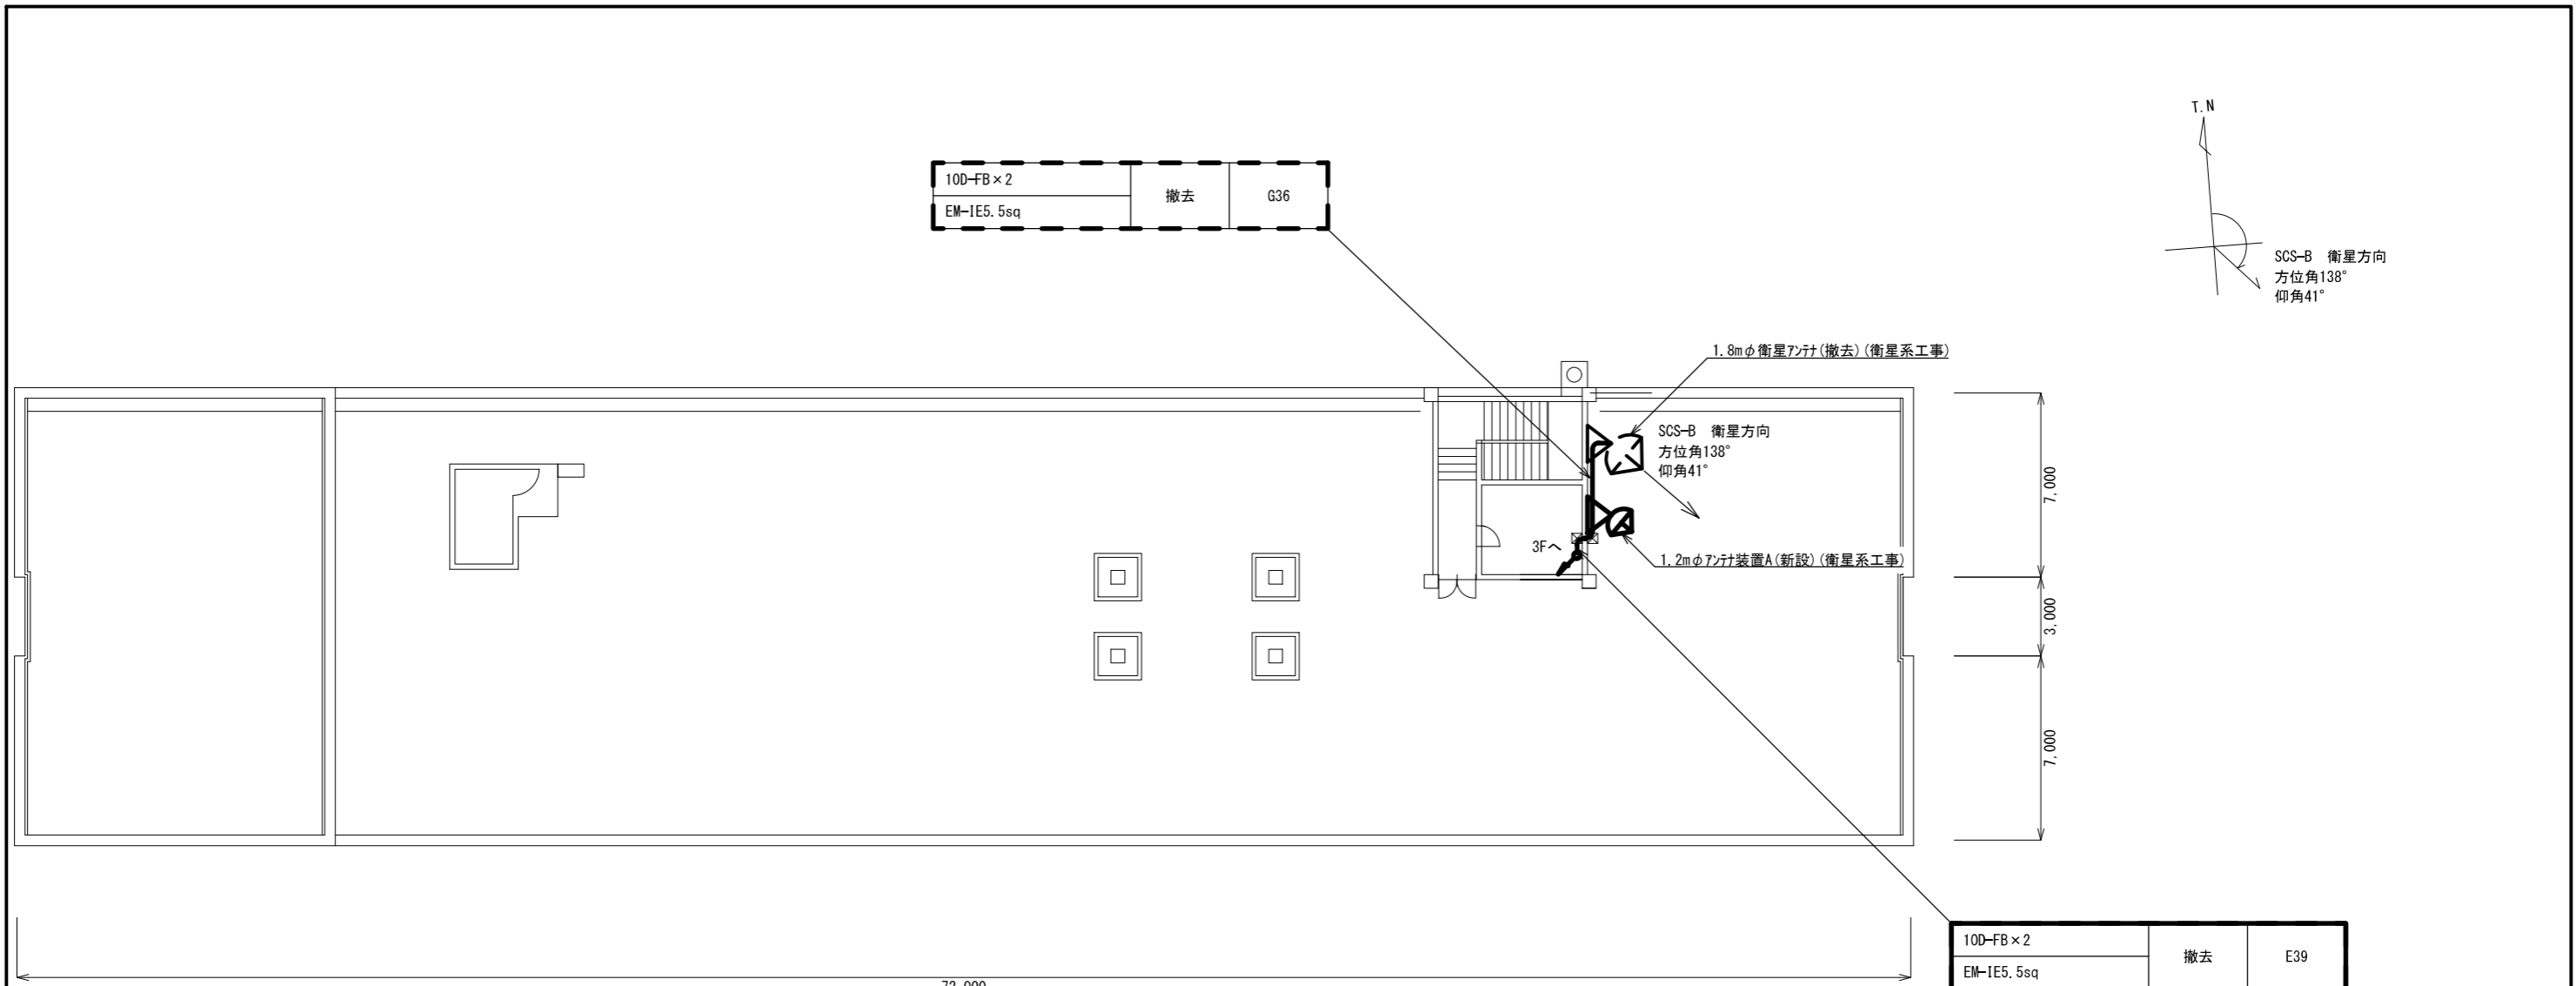 T.N
10D-FB×2
撤去
G36
EM-IE5.5sq
SCS-B 衛星方向
方位角138°
仰角41°
1.8mφ衛星ｱﾝﾃﾅ(撤去)(衛星系工事)
SCS-B 衛星方向
方位角138°
仰角41°
7,000
3Fへ
1.2mφｱﾝﾃﾅ装置A(新設)(衛星系工事)
3,000
7,000
10D-FB×2
撤去
E39
EM-IE5.5sq